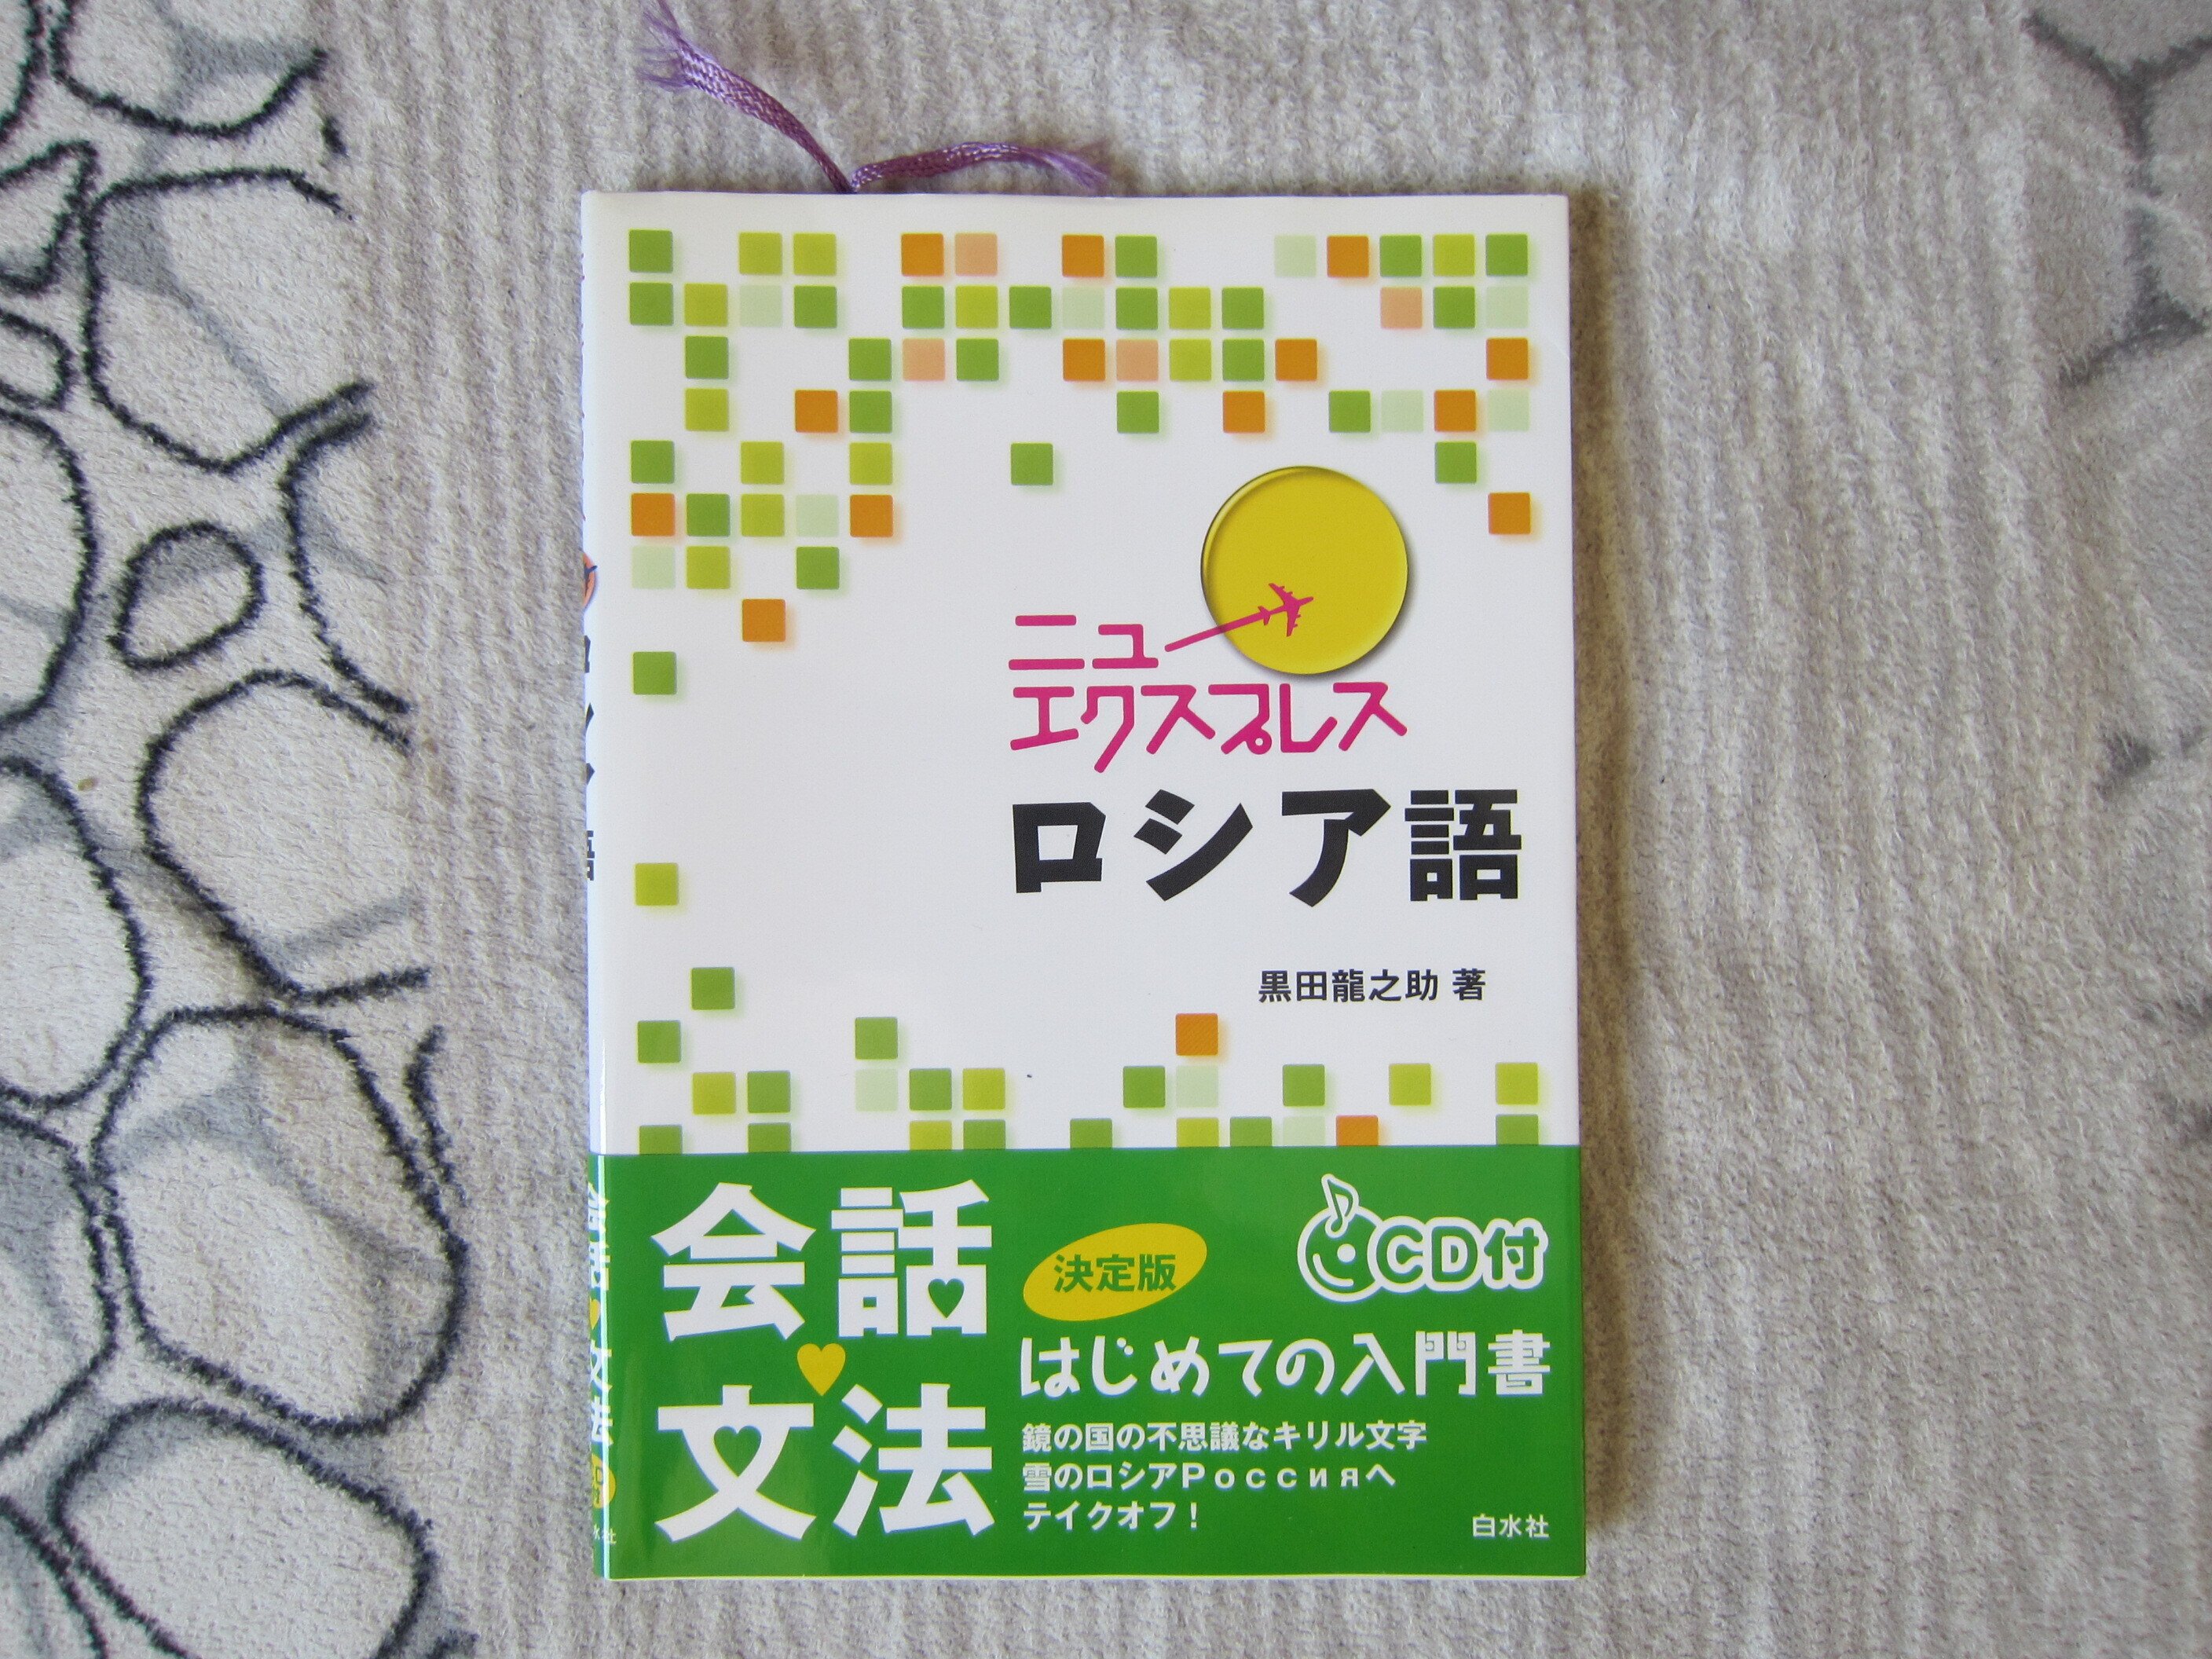 ニュー
エクスプレス
ロシア語
黒田龍之助 著
会話
文法
決定版
CD付
はじめての入門書
鏡の国の不思議なキリル文字
雪のロシアРоссияへ
テイクオフ！
白水社